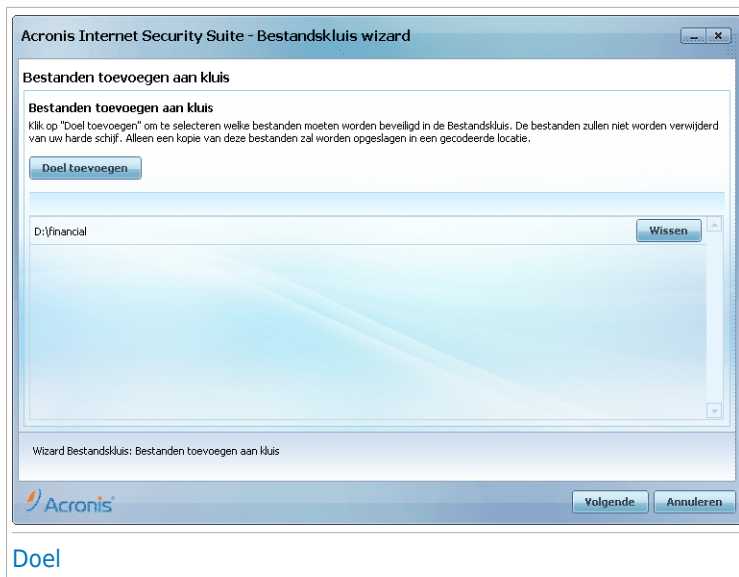 Acronis Internet Security Suite - Bestandskluis wizard
Bestanden toevoegen aan kluis
Bestanden toevoegen aan kluis
Klik op "Doel toevoegen" om te selecteren welke bestanden moeten worden beveiligd in de Bestandskluis. De bestanden zullen niet worden verwijderd
van uw harde schijf. Alleen een kopie van deze bestanden zal worden opgeslagen in een gecodeerde locatie.
Doel toevoegen
D:\financial
Wissen
Wizard Bestandskluis: Bestanden toevoegen aan kluis
Acronis
Volgende
Annuleren
Doel